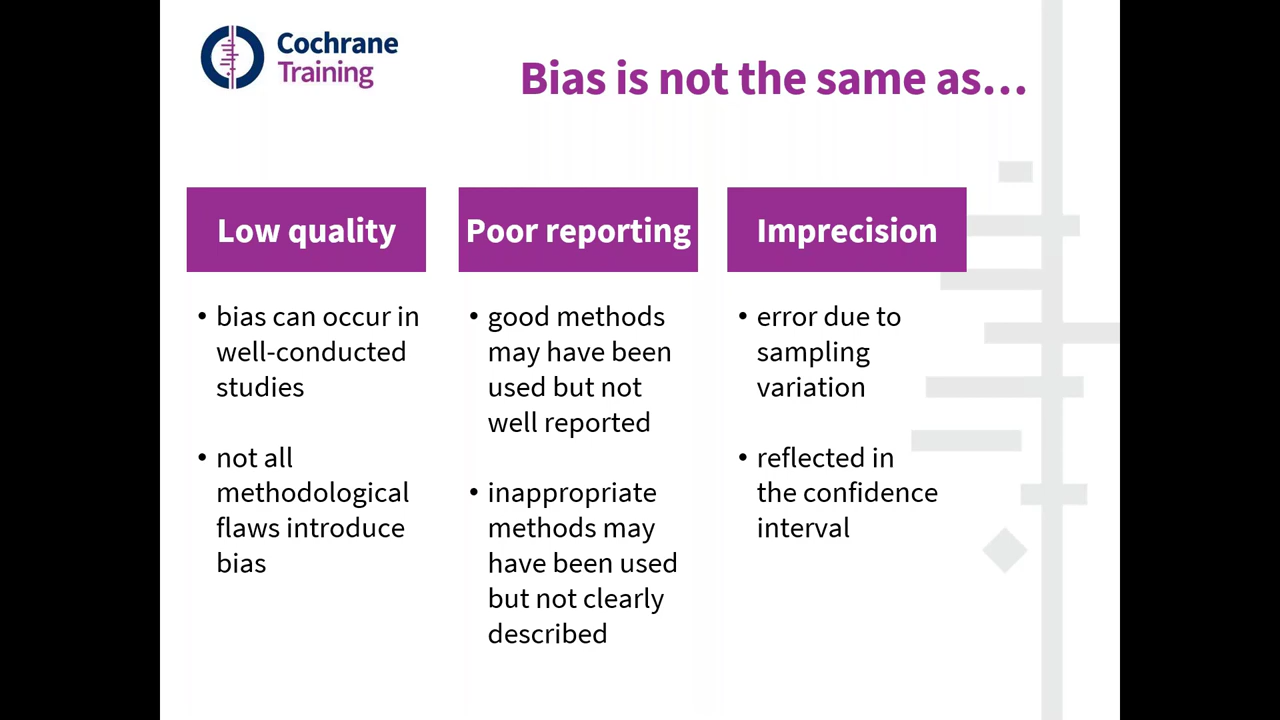 Cochrane
Training
Bias is not the same as...
Low quality
• bias can occur in
well-conducted
studies
• not all
methodological
flaws introduce
bias
Poor reporting
• good methods
may have been
used but not
well reported
• inappropriate
methods may
have been used
but not clearly
described
Imprecision
• error due to
sampling
variation
• reflected in
the confidence
interval